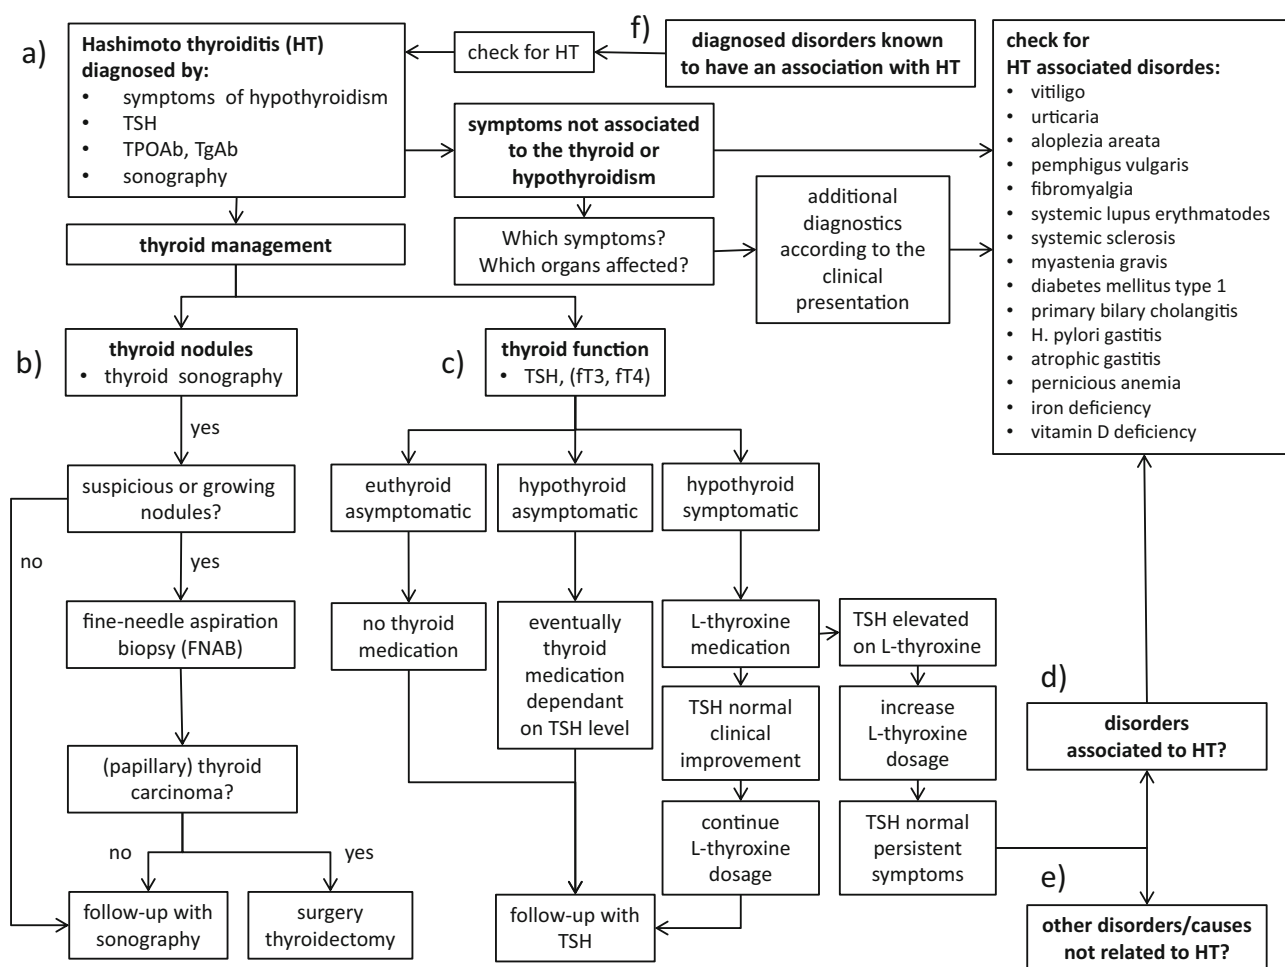 a)
Hashimoto thyroiditis (HT)
diagnosed by:
• symptoms of hypothyroidism
• TSH
• TPOAb, TgAb
• sonography
check for HT
f)
diagnosed disorders known
to have an association with HT
symptoms not associated
to the thyroid or
hypothyroidism
Which symptoms?
Which organs affected?
additional
diagnostics
according to the
clinical
presentation
check for
HT associated disordes:
• vitiligo
• urticaria
• aloplezia areata
• pemphigus vulgaris
• fibromyalgia
• systemic lupus erythmatodes
• systemic sclerosis
• myastenia gravis
• diabetes mellitus type 1
• primary bilary cholangitis
• H. pylori gastitis
• atrophic gastitis
• pernicious anemia
• iron deficiency
• vitamin D deficiency
thyroid management
b)
thyroid nodules
• thyroid sonography
yes
suspicious or growing
nodules?
no
yes
fine-needle aspiration
biopsy (FNAB)
(papillary) thyroid
carcinoma?
no
yes
follow-up with
sonography
surgery
thyroidectomy
c)
thyroid function
• TSH, (fT3, fT4)
euthyroid
asymptomatic
hypothyroid
asymptomatic
hypothyroid
symptomatic
no thyroid
medication
eventually
thyroid
medication
dependant
on TSH level
L-thyroxine
medication
TSH elevated
on L-thyroxine
TSH normal
clinical
improvement
increase
L-thyroxine
dosage
continue
L-thyroxine
dosage
TSH normal
persistent
symptoms
follow-up with
TSH
d)
disorders
associated to HT?
e)
other disorders/causes
not related to HT?